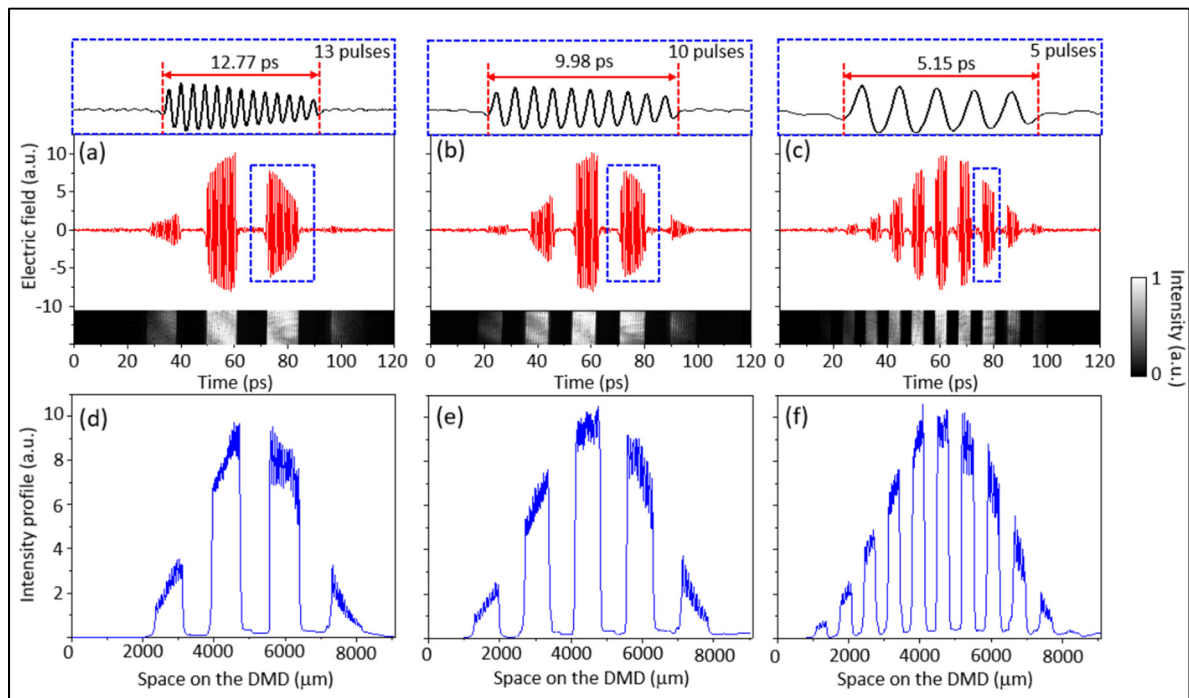 13 pulses
12.77 ps
10 pulses
9.98 ps
5 pulses
5.15 ps
(a)
(b)
(c)
Electric field (a.u.)
10
5
0
-5
-10
0 20 40 60 80 100 120
0 20 40 60 80 100 120
0 20 40 60 80 100 120
Time (ps)
Time (ps)
Time (ps)
1
0
Intensity (a.u.)
(d)
(e)
(f)
Intensity profile (a.u.)
10
8
6
4
2
0 2000 4000 6000 8000
0 2000 4000 6000 8000
0 2000 4000 6000 8000
Space on the DMD (μm)
Space on the DMD (μm)
Space on the DMD (μm)